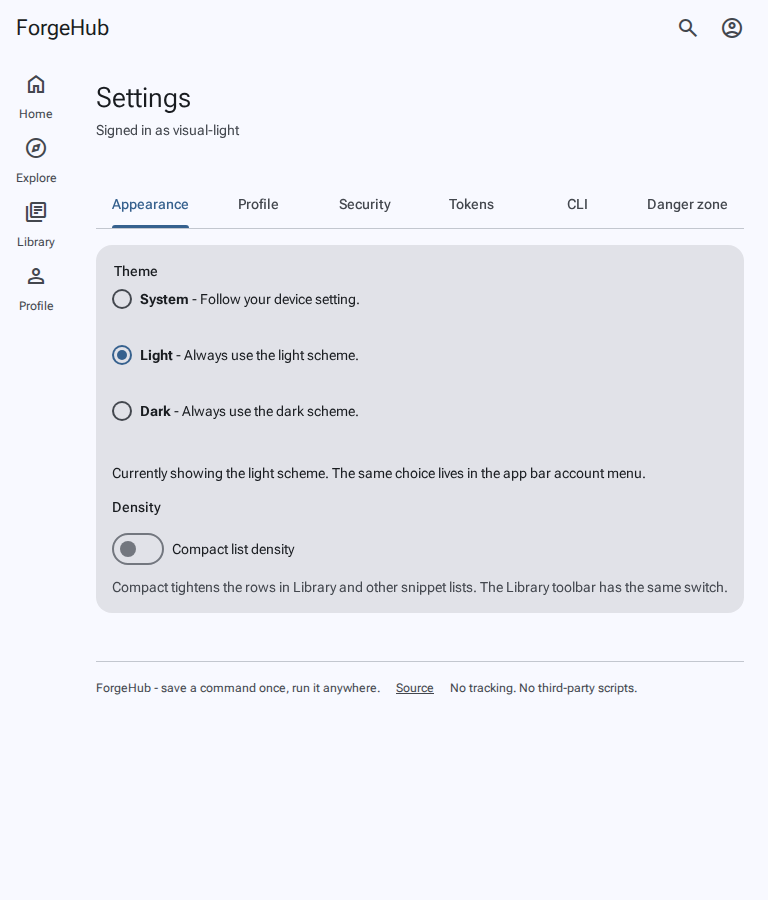 ForgeHub
Home
Explore
Library
Profile
Settings
Signed in as visual-light
Appearance Profile Security Tokens CLI Danger zone
Theme
System - Follow your device setting.
Light - Always use the light scheme.
Dark - Always use the dark scheme.
Currently showing the light scheme. The same choice lives in the app bar account menu.
Density
Compact list density
Compact tightens the rows in Library and other snippet lists. The Library toolbar has the same switch.
ForgeHub - save a command once, run it anywhere. Source No tracking. No third-party scripts.